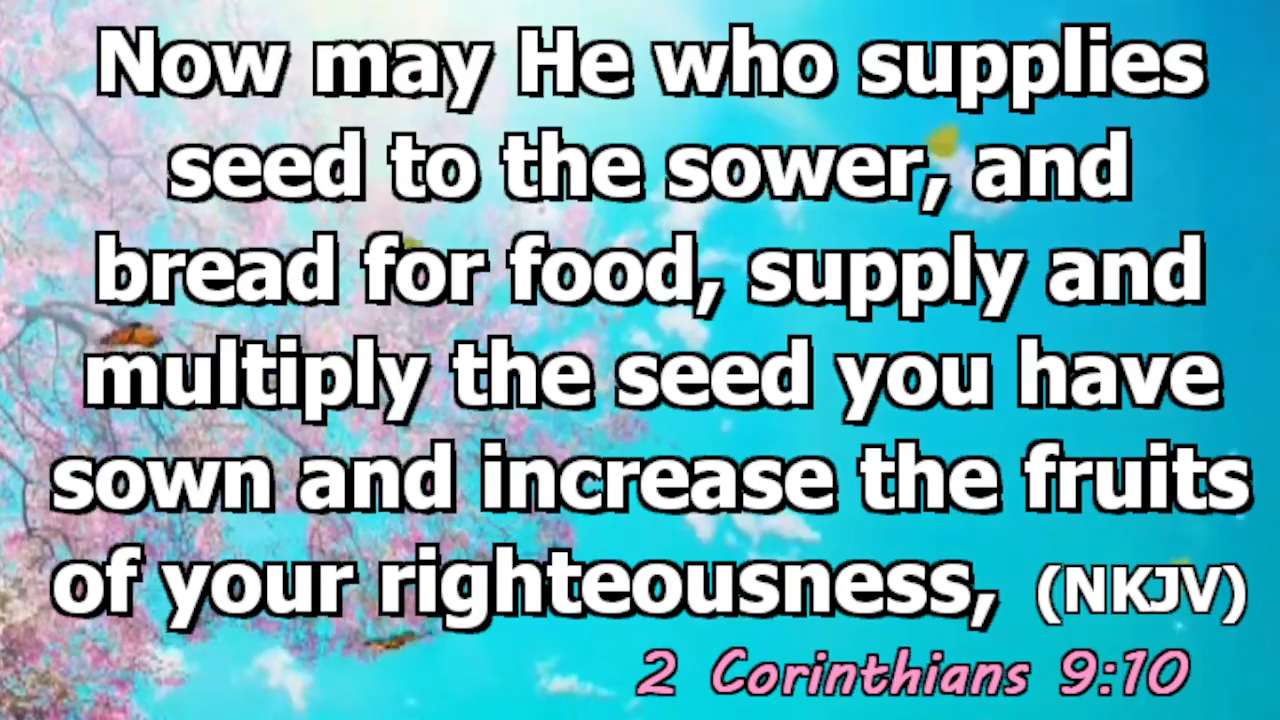 Now may He who supplies
seed to the sower, and
bread for food, supply and
multiply the seed you have
sown and increase the fruits
of your righteousness, (NKJV)
2 Corinthians 9:10